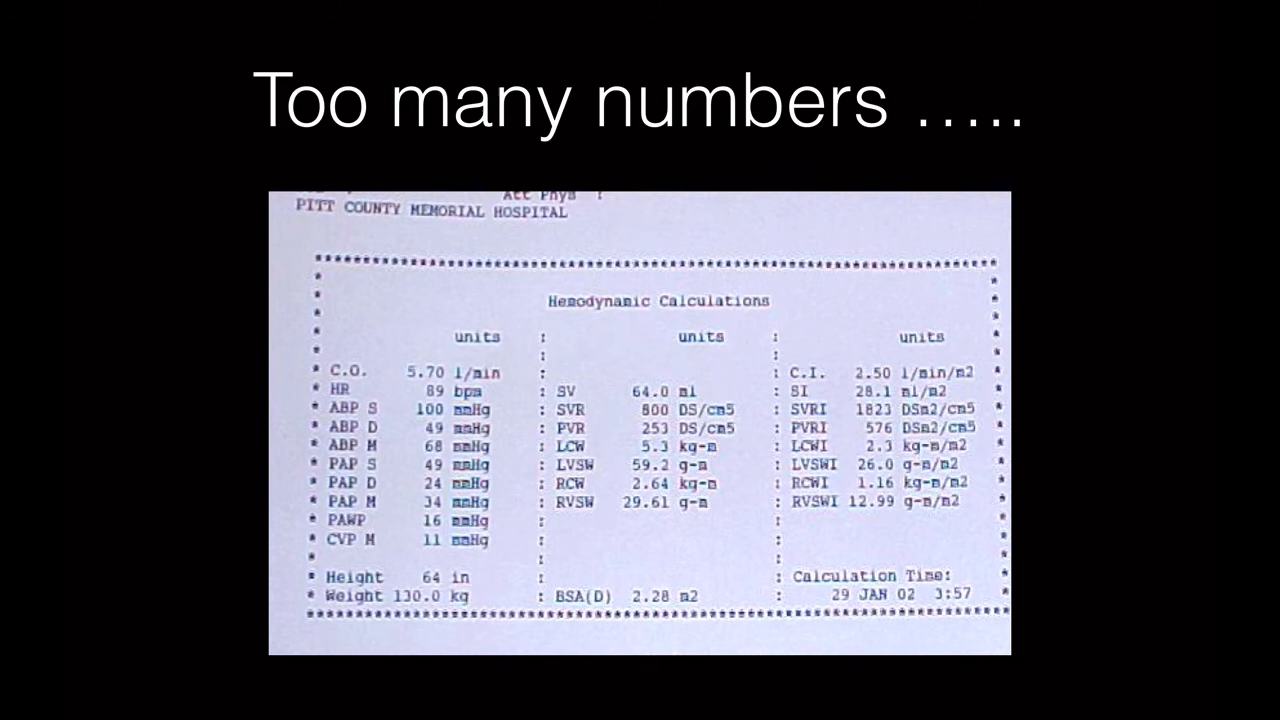 Too many numbers …..
Att Phys :
PITT COUNTY MEMORIAL HOSPITAL
*****************************************************************************
Hemodynamic Calculations
units : units : units
* C.O. 5.70 l/min : : C.I. 2.50 l/min/m2 *
* HR 89 bpm : SV 64.0 ml : SI 28.1 ml/m2 *
* ABP S 100 mmHg : SVR 800 DS/cm5 : SVRI 1823 DSm2/cm5 *
* ABP D 49 mmHg : PVR 253 DS/cm5 : PVRI 576 DSm2/cm5 *
* ABP M 68 mmHg : LCW 5.3 kg-m : LCWI 2.3 kg-m/m2 *
* PAP S 49 mmHg : LVSW 59.2 g-m : LVSWI 26.0 g-m/m2 *
* PAP D 24 mmHg : RCW 2.64 kg-m : RCWI 1.16 kg-m/m2 *
* PAP M 34 mmHg : RVSW 29.61 g-m : RVSWI 12.99 g-m/m2 *
* PAWP 16 mmHg : : *
* CVP M 11 mmHg : : *
* Height 64 in : : Calculation Time: *
* Weight 130.0 kg : BSA(D) 2.28 m2 : 29 JAN 02 3:57 *
*****************************************************************************